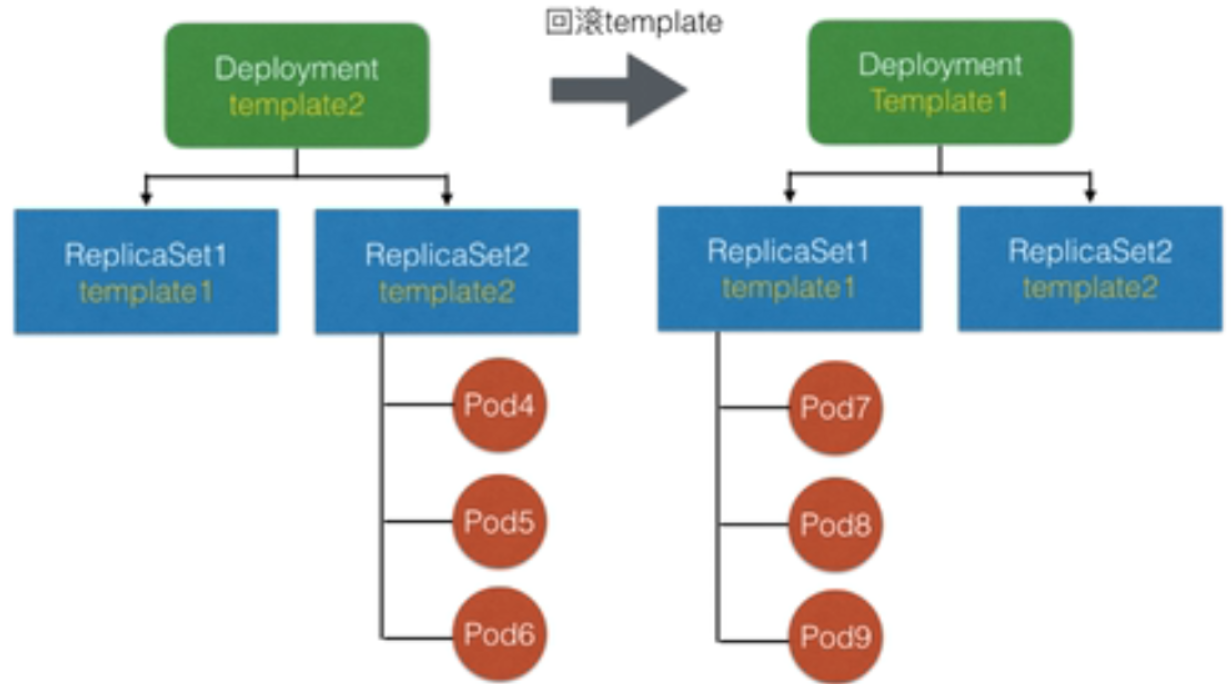 回滚template
Deployment
template2
Deployment
Template1
ReplicaSet1
template1
ReplicaSet2
template2
ReplicaSet1
template1
ReplicaSet2
template2
Pod4
Pod7
Pod5
Pod8
Pod6
Pod9